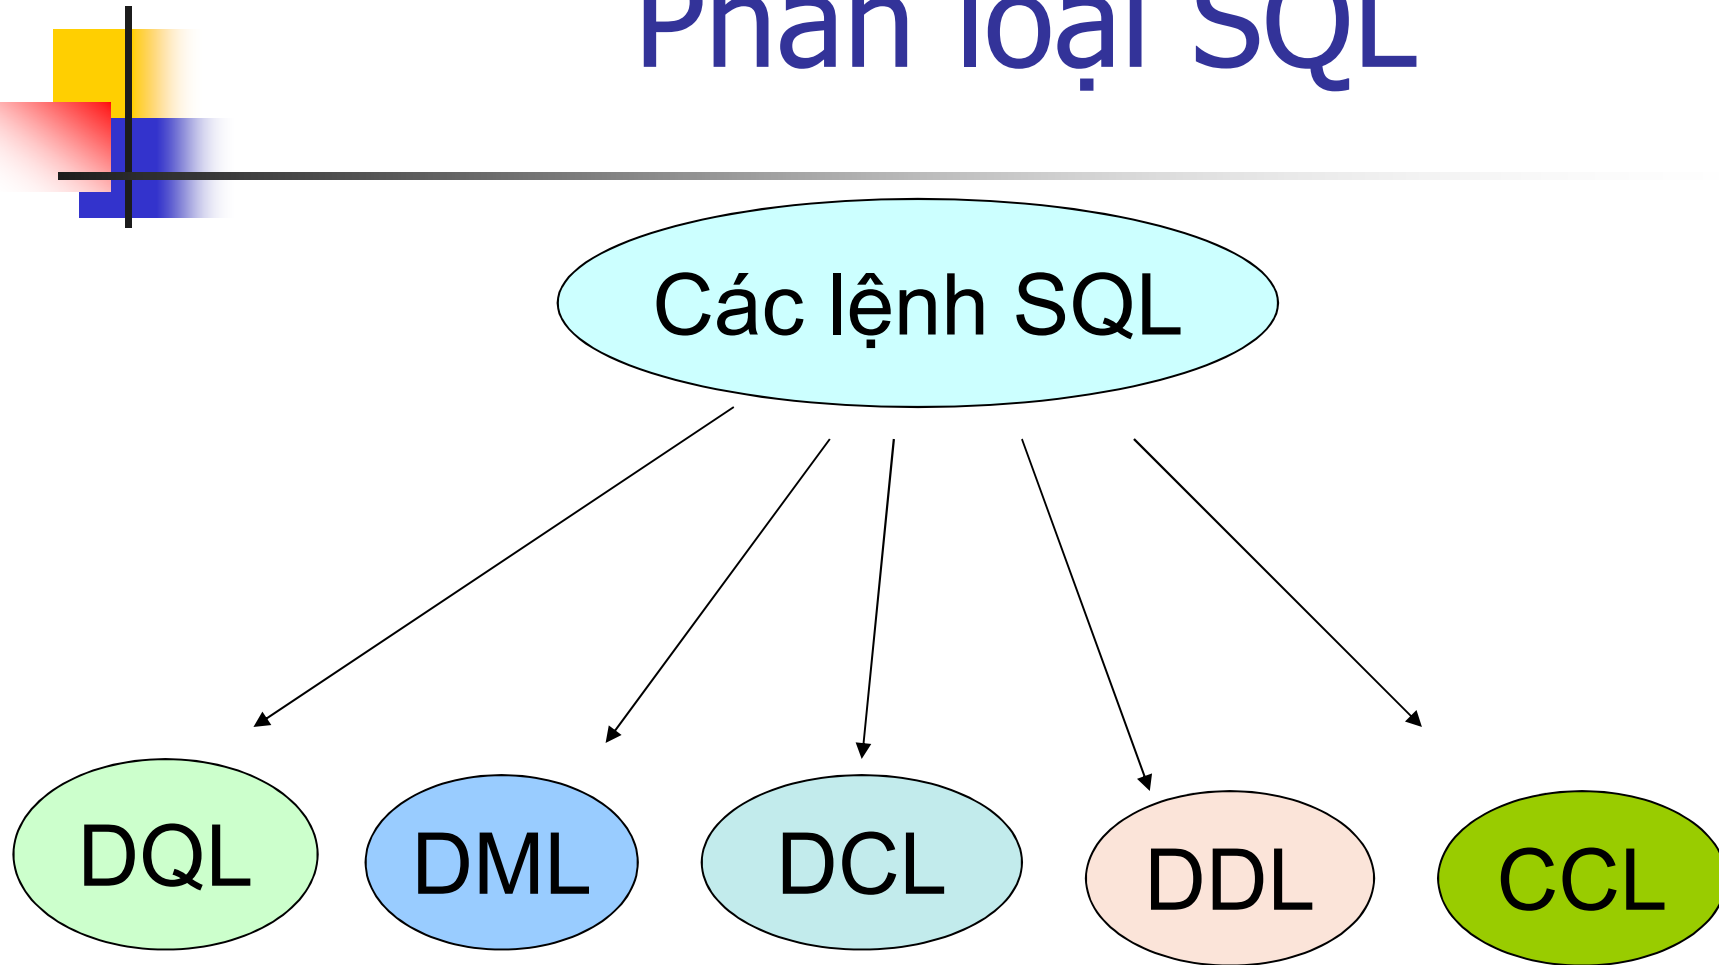 Phân loại SQL
Các lệnh SQL
DQL
DML
DCL
DDL
CCL